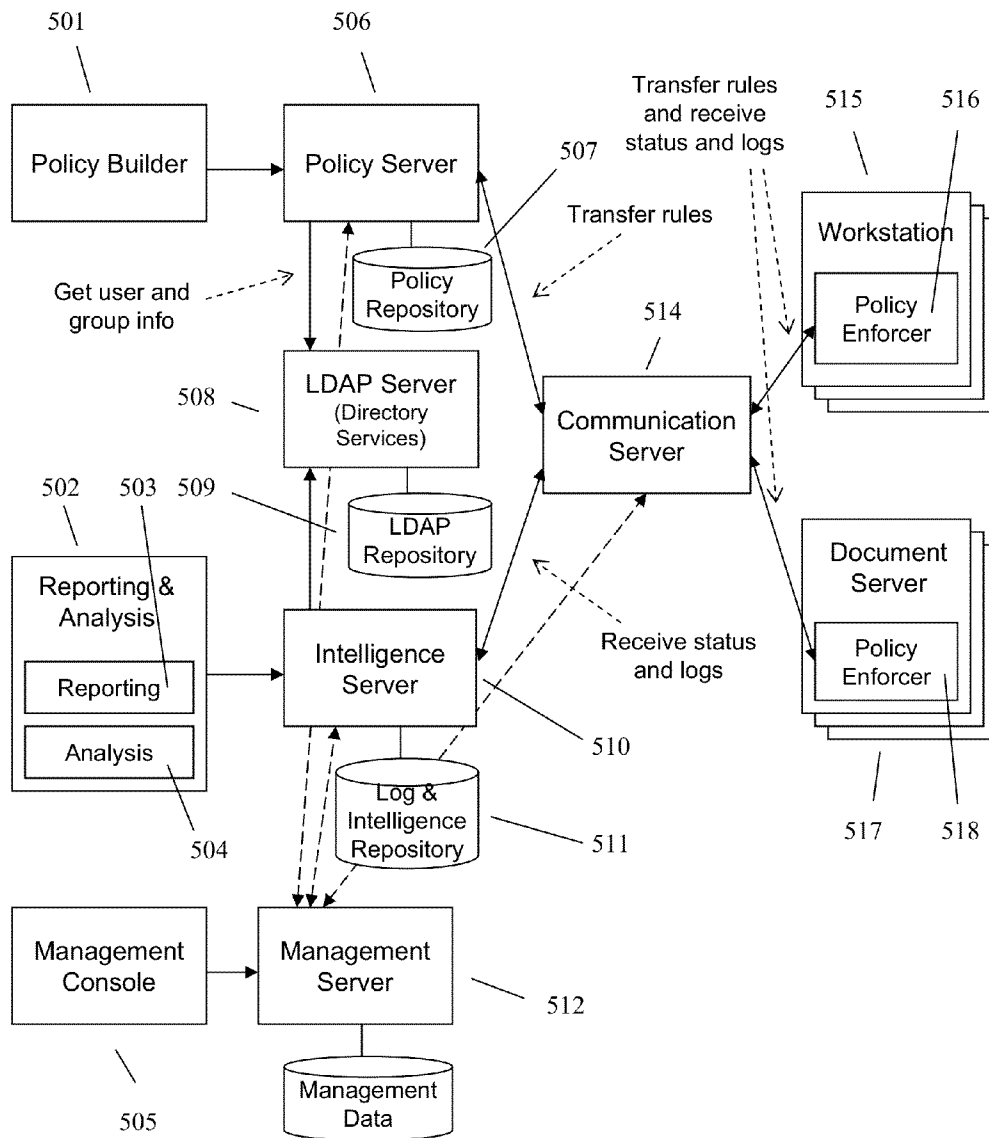 501
506
Transfer rules
and receive
status and logs
515
516
Policy Builder
Policy Server
507
Transfer rules
Workstation
Policy
Enforcer
Policy
Repository
Get user and
group info
514
508
LDAP Server
(Directory
Services)
Communication
Server
502
503
509
LDAP
Repository
Document
Server
Policy
Enforcer
Reporting &
Analysis
Reporting
Analysis
Intelligence
Server
Receive status
and logs
510
504
Log &
Intelligence
Repository
511
517
518
Management
Console
Management
Server
512
505
Management
Data